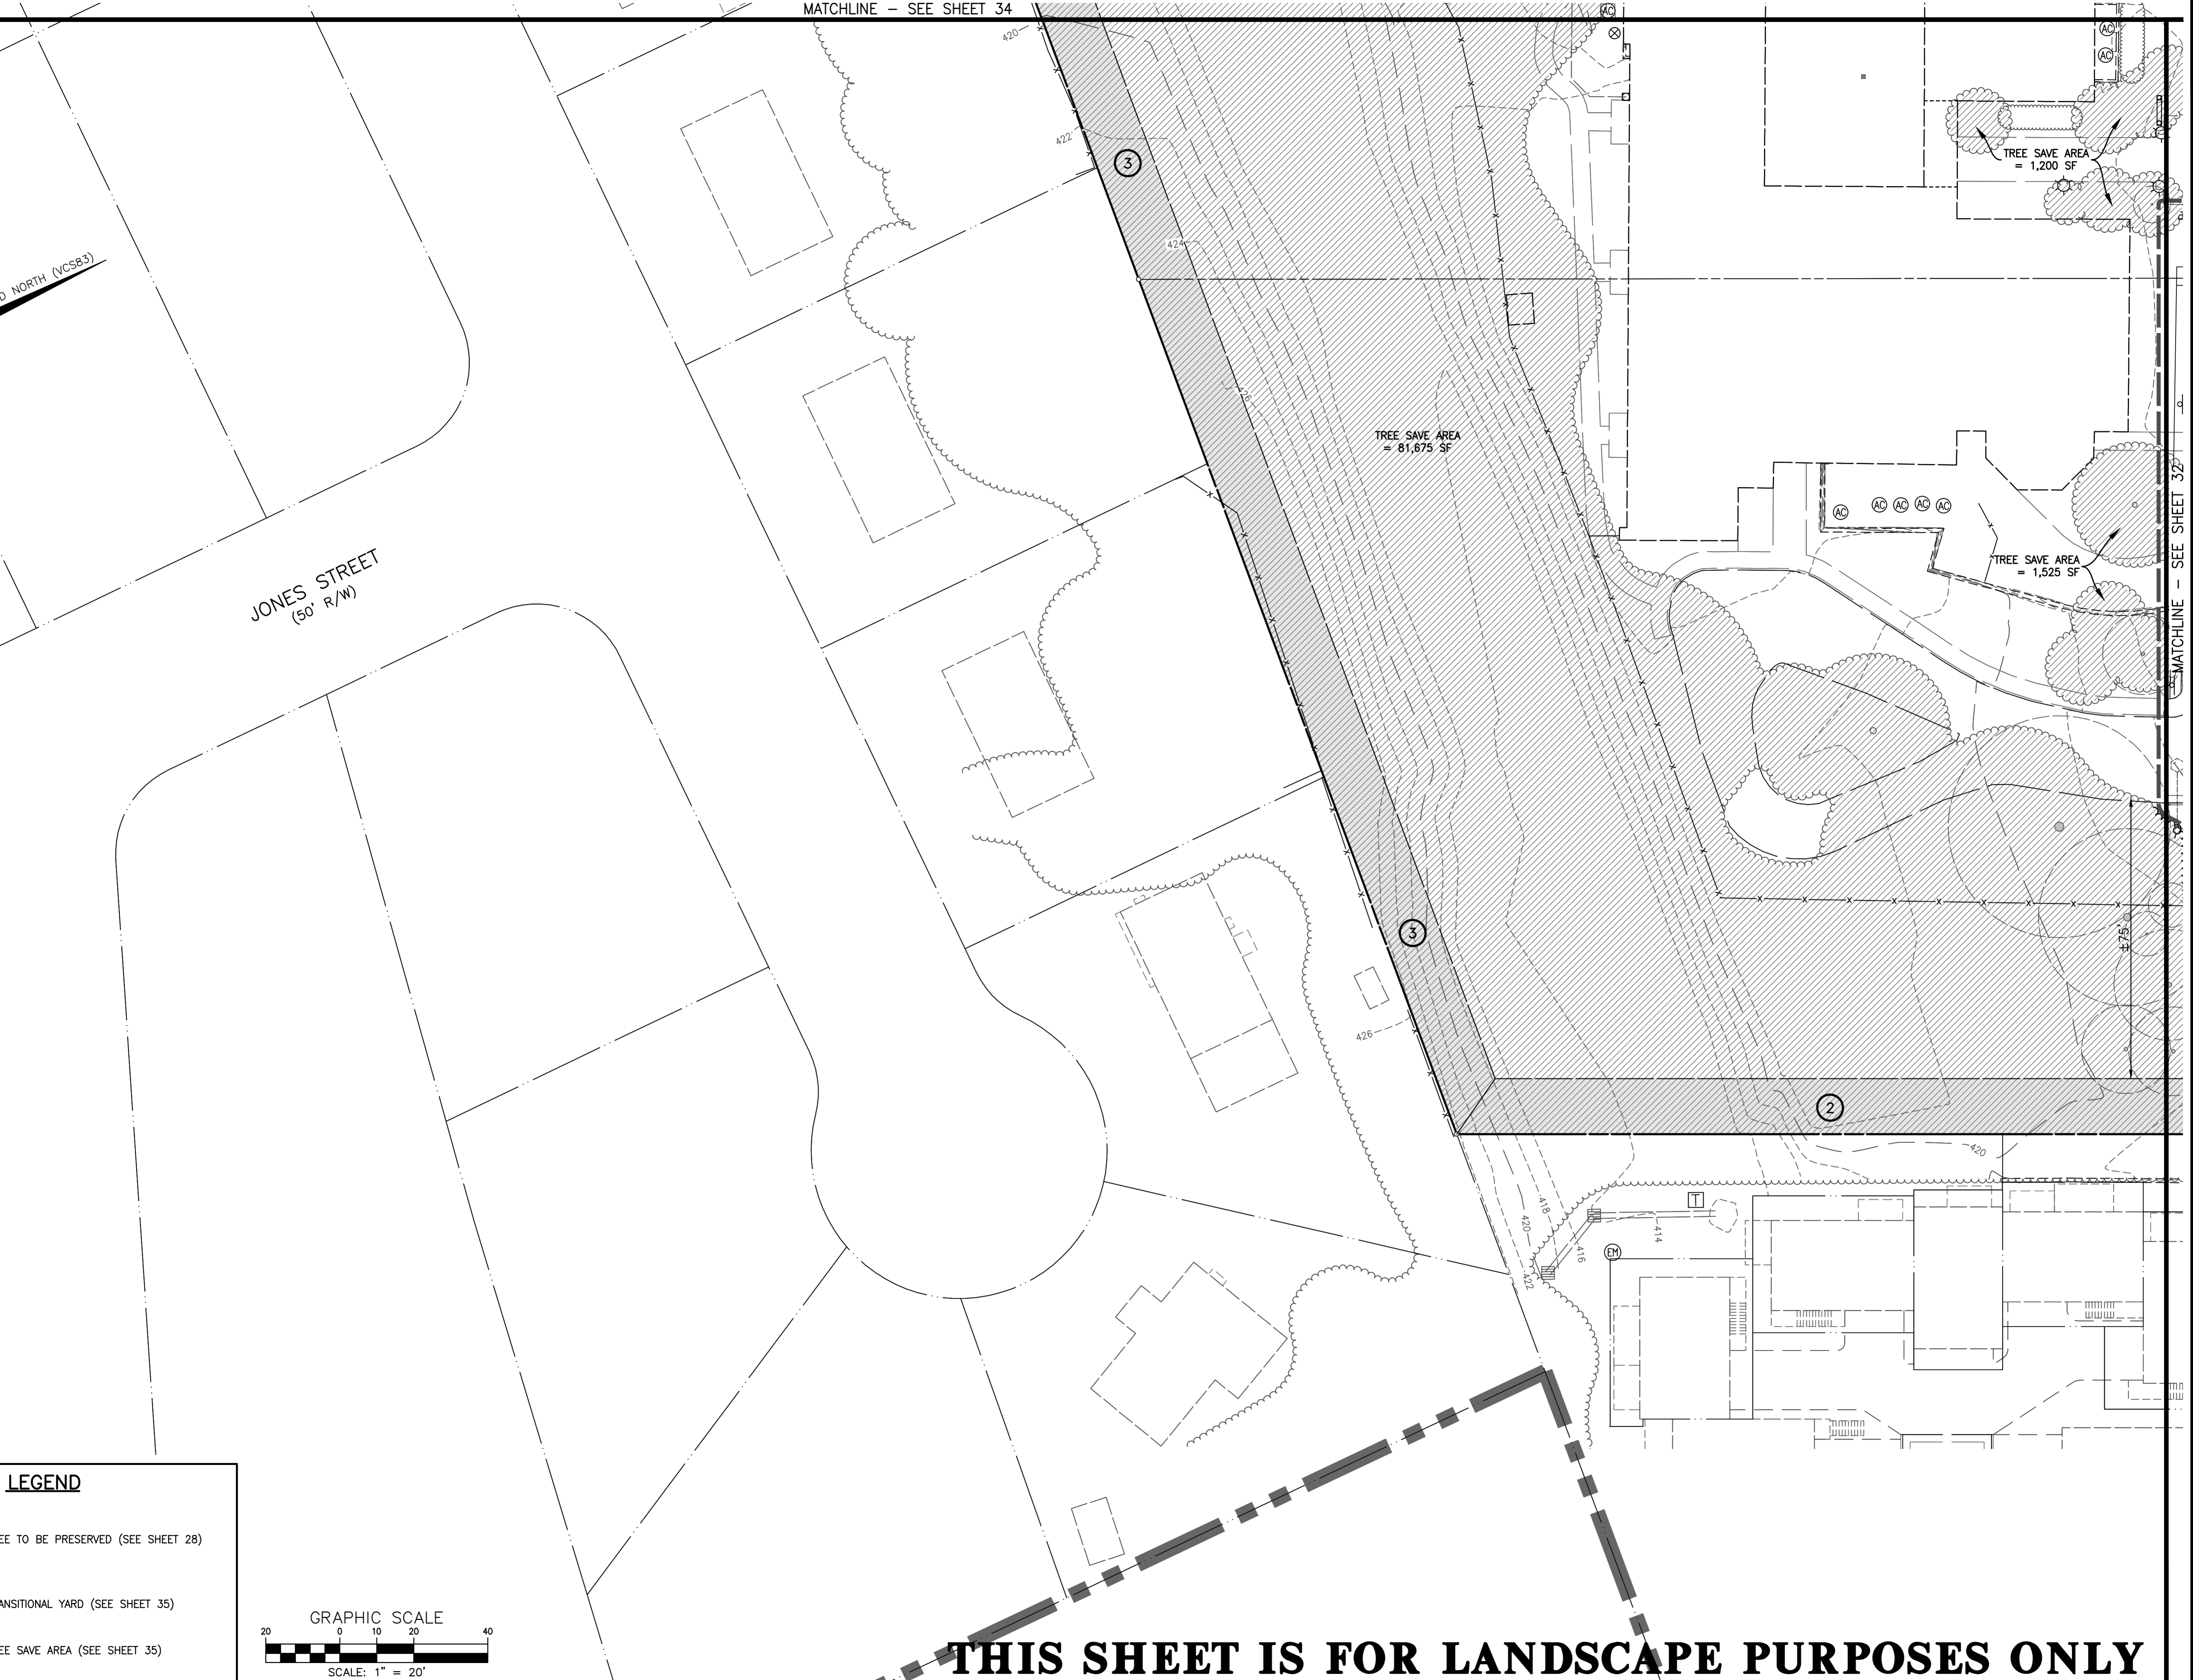 MATCHLINE – SEE SHEET 34
420
AC
AC
AC
422
3
TREE SAVE AREA
= 1,200 SF
424
D NORTH (VCS83)
426
TREE SAVE AREA
= 81,675 SF
MATCHLINE – SEE SHEET 32
AC
AC
AC
AC
AC
TREE SAVE AREA
= 1,525 SF
JONES STREET
(50' R/W)
3
±75'
426
2
420
T
418
420
416
414
422
EM
LEGEND
EE TO BE PRESERVED (SEE SHEET 28)
ANSITIONAL YARD (SEE SHEET 35)
EE SAVE AREA (SEE SHEET 35)
GRAPHIC SCALE
20 0 10 20 40
SCALE: 1" = 20'
THIS SHEET IS FOR LANDSCAPE PURPOSES ONLY